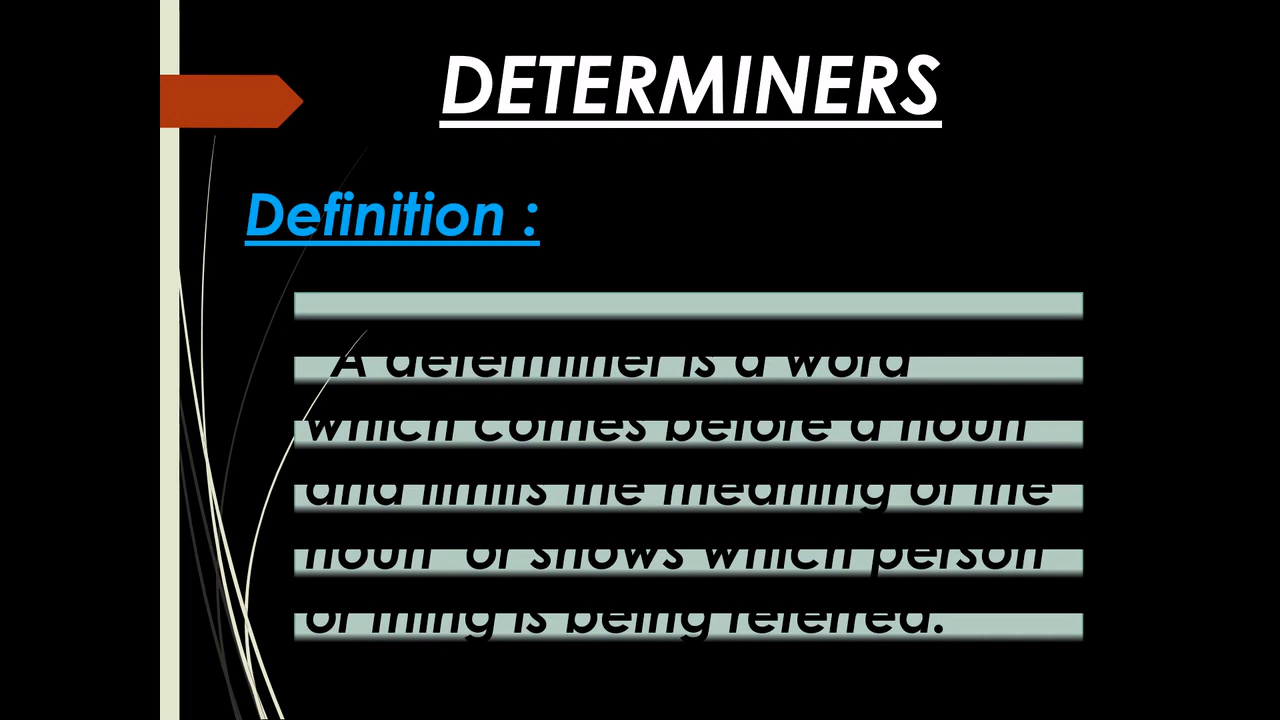 DETERMINERS
Definition :
A determiner is a word
which comes before a noun
and limits the meaning of the
noun or shows which person
or thing is being referred.